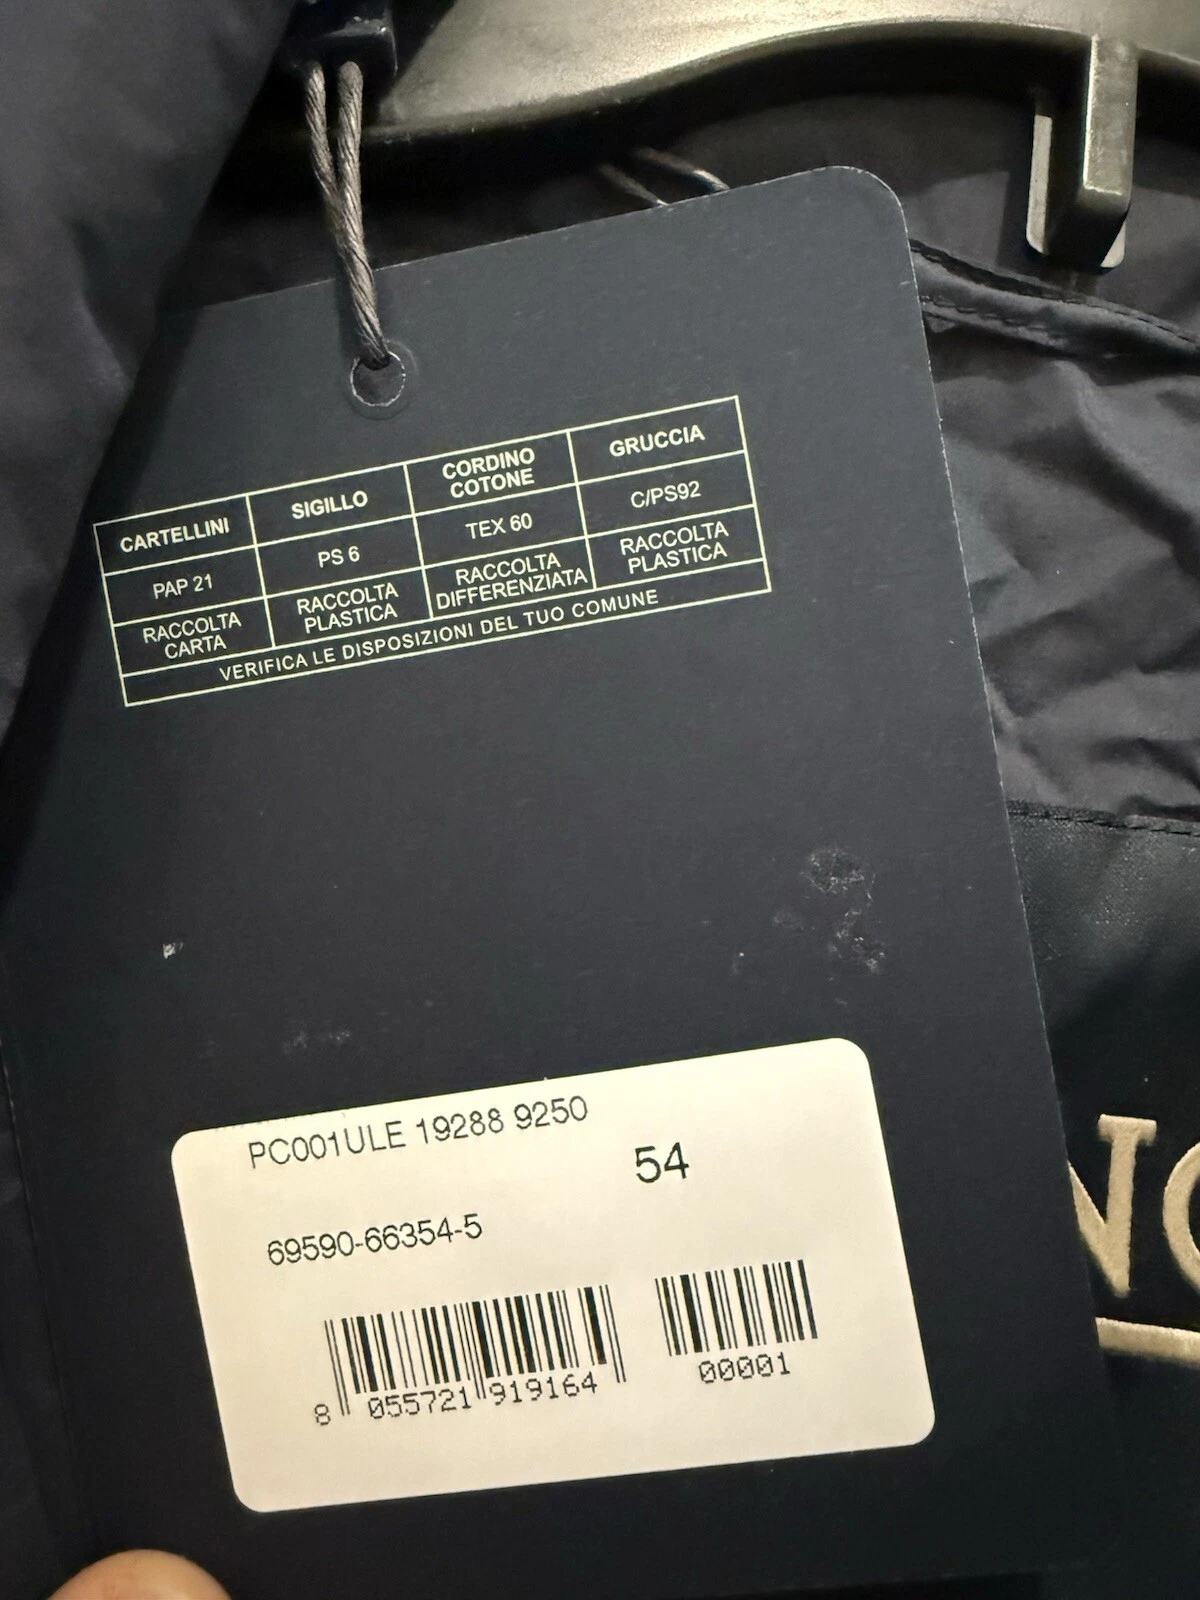 CARTELLINI SIGILLO CORDINO COTONE GRUCCIA
PAP 21 PS 6 TEX 60 C/PS92
RACCOLTA CARTA RACCOLTA PLASTICA RACCOLTA DIFFERENZIATA RACCOLTA PLASTICA
VERIFICA LE DISPOSIZIONI DEL TUO COMUNE
PC001ULE 19288 9250
54
69590-66354-5
8 055721 919164
00001